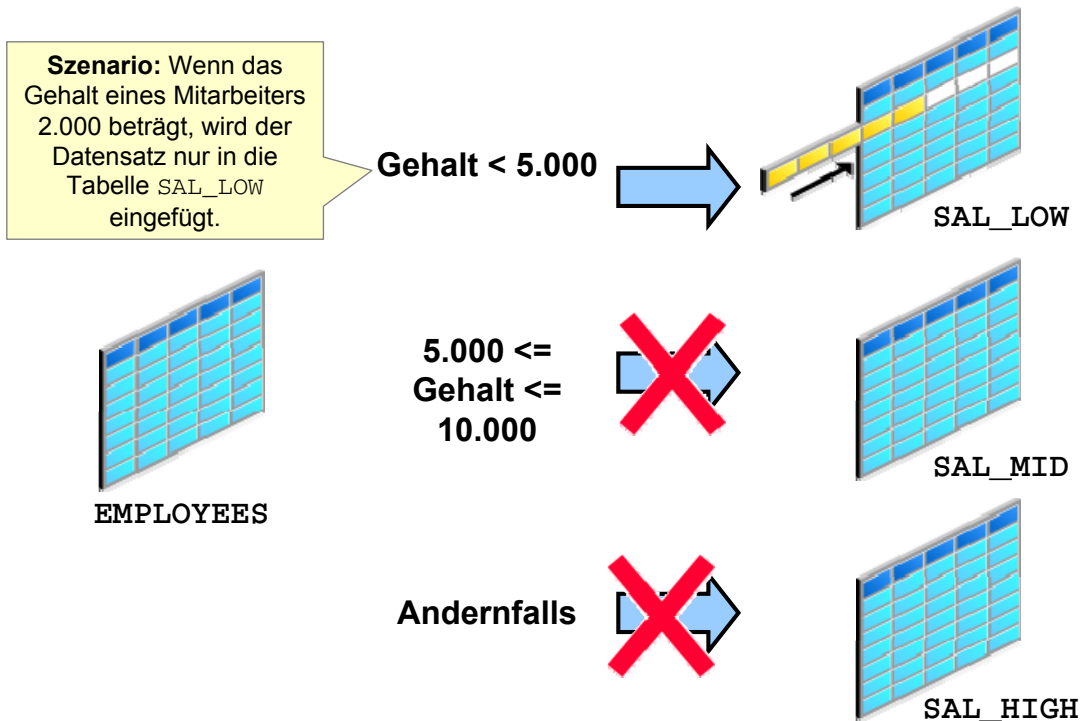 Szenario: Wenn das
Gehalt eines Mitarbeiters
2.000 beträgt, wird der
Datensatz nur in die
Tabelle SAL_LOW
eingefügt.
Gehalt < 5.000
SAL_LOW
EMPLOYEES
5.000 <=
Gehalt <=
10.000
SAL_MID
Andernfalls
SAL_HIGH